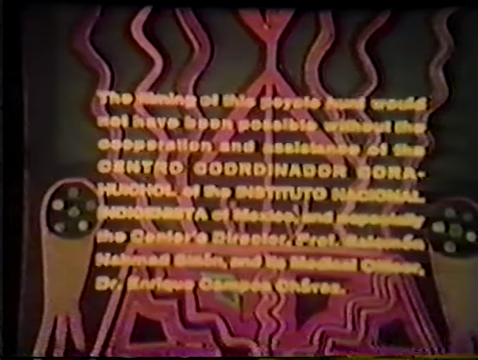 The filming of this peyote hunt would
not have been possible without the
cooperation and assistance of the
CENTRO COORDINADOR CORA-
HUICHOL of the INSTITUTO NACIONAL
INDIGENISTA of Mexico, and especially
the Center's Director, Prof.
Nahmad and its Medical Officer,
Dr. Enrique Campos Chávez.